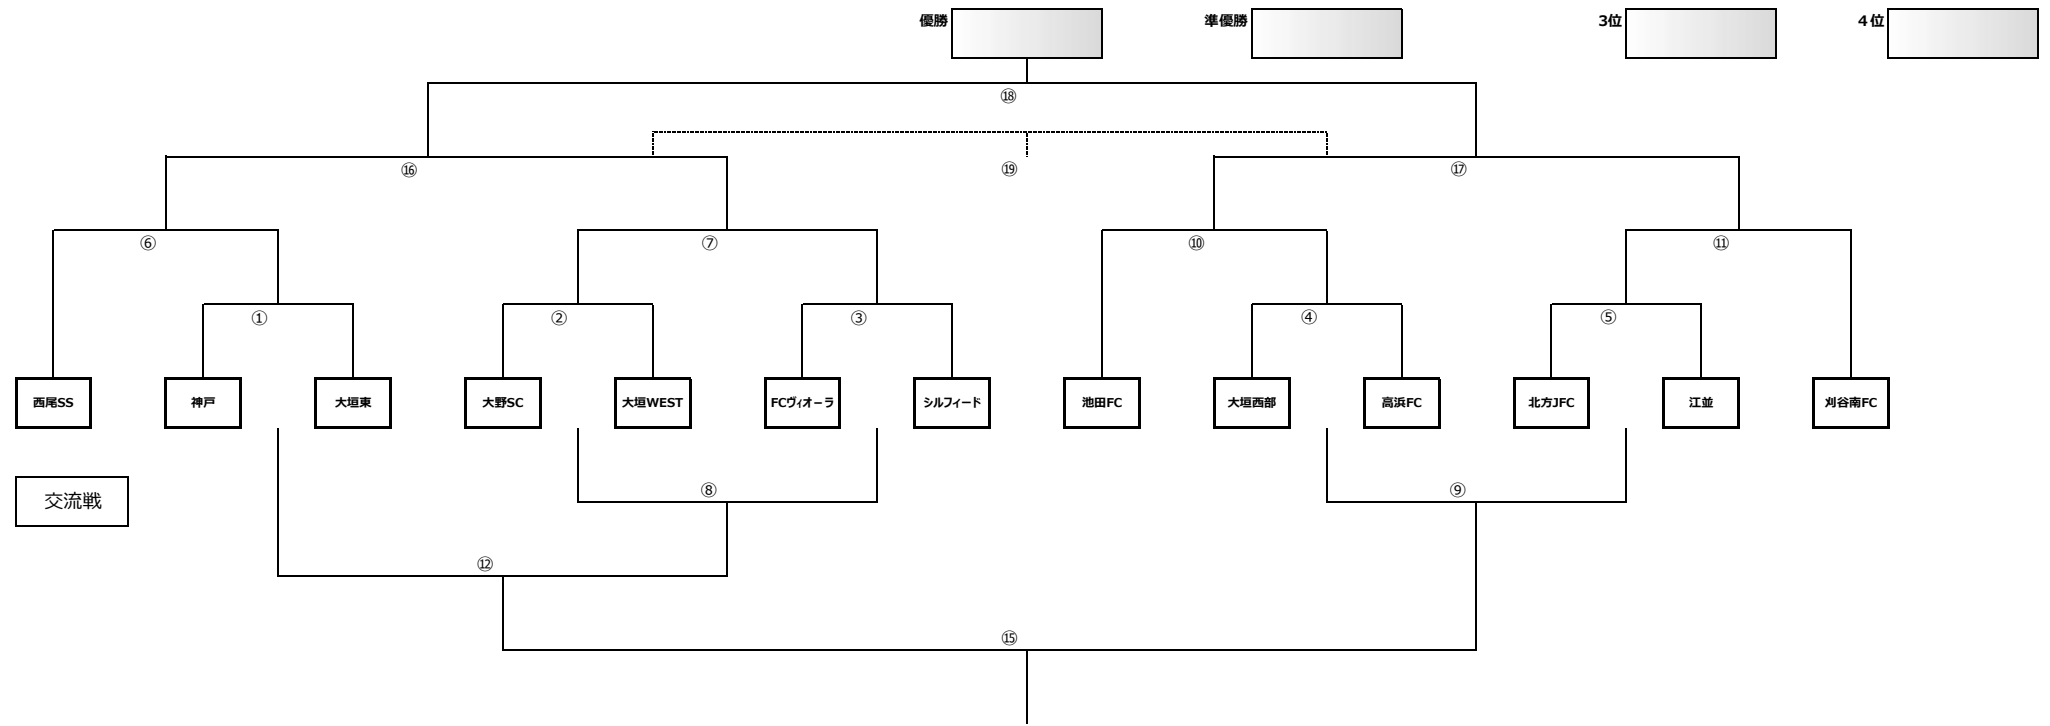 優勝 準優勝 3位 ４位
⑱
⑯ ⑲ ⑰
⑥ ⑦ ⑩ ⑪
① ② ③ ④ ⑤
西尾SS 神戸 大垣東 大野SC 大垣WEST FCヴィオーラ シルフィード 池田FC 大垣西部 高浜FC 北方JFC 江並 刈谷南FC
⑧ ⑨
交流戦
⑫
⑮